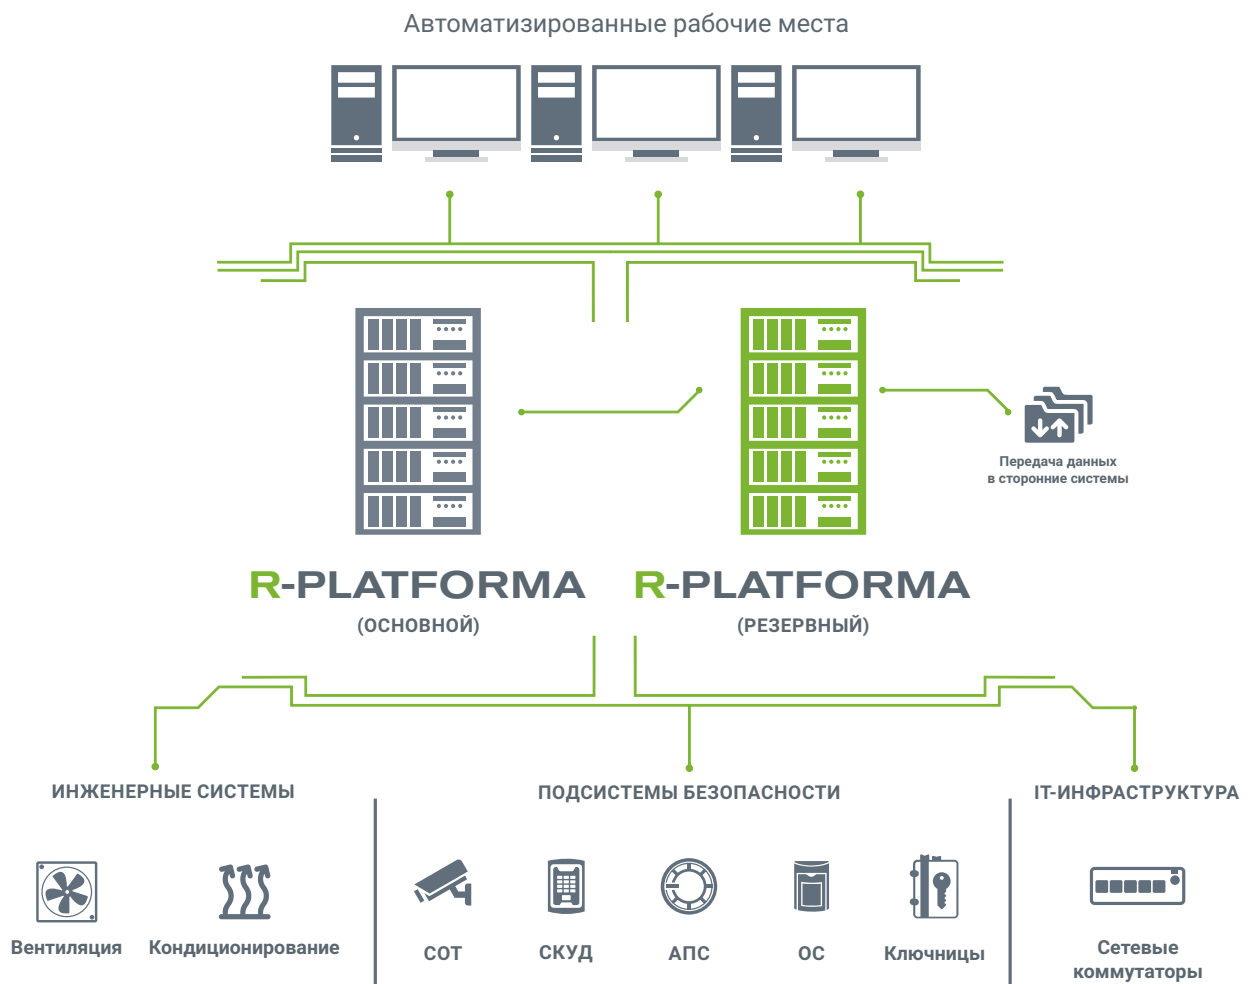 Автоматизированные рабочие места
Передача данных
в сторонние системы
R-PLATFORMA
(ОСНОВНОЙ)
R-PLATFORMA
(РЕЗЕРВНЫЙ)
ИНЖЕНЕРНЫЕ СИСТЕМЫ
ПОДСИСТЕМЫ БЕЗОПАСНОСТИ
IT-ИНФРАСТРУКТУРА
Вентиляция
Кондиционирование
СОТ
СКУД
АПС
ОС
Ключницы
Сетевые
коммутаторы